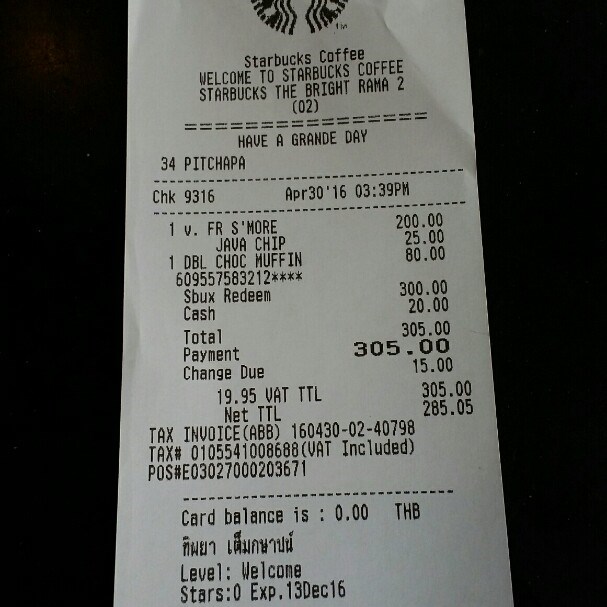 TM
Starbucks Coffee
WELCOME TO STARBUCKS COFFEE
STARBUCKS THE BRIGHT RAMA 2
(02)
================
HAVE A GRANDE DAY
34 PITCHAPA
Chk 9316 Apr30'16 03:39PM
1 v. FR S'MORE 200.00
JAVA CHIP 25.00
1 DBL CHOC MUFFIN 80.00
609557583212****
Sbux Redeem 300.00
Cash 20.00
Total 305.00
Payment 305.00
Change Due 15.00
19.95 VAT TTL 305.00
Net TTL 285.05
TAX INVOICE(ABB) 160430-02-40798
TAX# 0105541008688(VAT Included)
POS#E03027000203671
Card balance is : 0.00 THB
ทิพยา เต็มกษาปน์
Level: Welcome
Stars:0 Exp.13Dec16